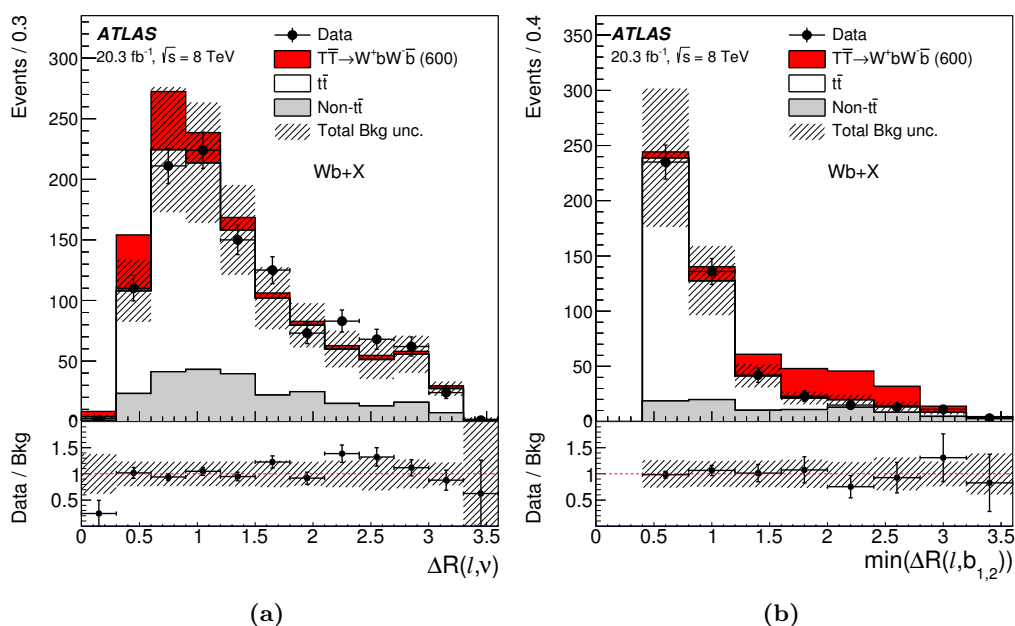 Events / 0.3
300
250
200
150
100
50
0
ATLAS
20.3 fb⁻¹, √s = 8 TeV
Data
TT̅→W⁺bW⁻b̅ (600)
tt̅
Non-tt̅
Total Bkg unc.
Wb+X
Data / Bkg
1.5
1
0.5
0 0.5 1 1.5 2 2.5 3 3.5
ΔR(l,ν)
(a)
Events / 0.4
350
300
250
200
150
100
50
0
ATLAS
20.3 fb⁻¹, √s = 8 TeV
Data
TT̅→W⁺bW⁻b̅ (600)
tt̅
Non-tt̅
Total Bkg unc.
Wb+X
Data / Bkg
1.5
1
0.5
0 0.5 1 1.5 2 2.5 3 3.5
min(ΔR(l,b₁,₂))
(b)